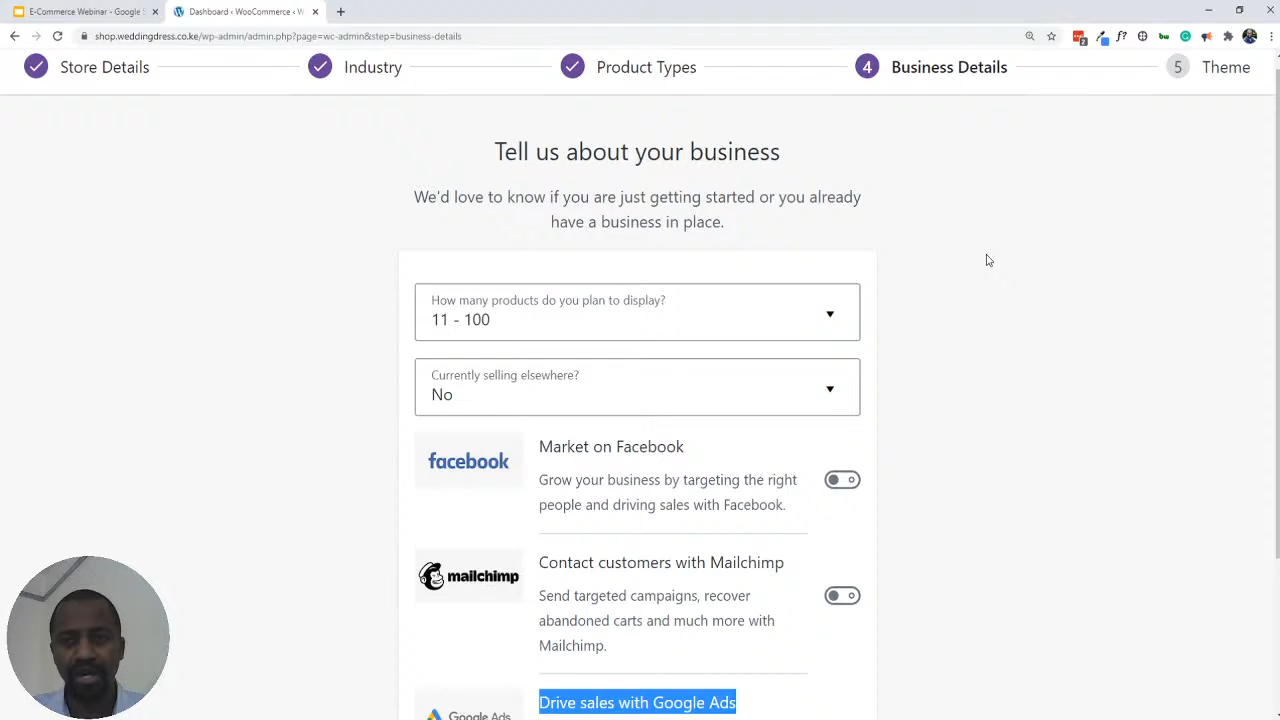 E-Commerce Webinar - Google S
Dashboard ‹ WooCommerce ‹ W
shop.weddingdress.co.ke/wp-admin/admin.php?page=wc-admin&step=business-details
Store Details
Industry
Product Types
4 Business Details
5 Theme
Tell us about your business
We'd love to know if you are just getting started or you already
have a business in place.
How many products do you plan to display?
11 - 100
Currently selling elsewhere?
No
facebook
Market on Facebook
Grow your business by targeting the right
people and driving sales with Facebook.
mailchimp
Contact customers with Mailchimp
Send targeted campaigns, recover
abandoned carts and much more with
Mailchimp.
Google Ads
Drive sales with Google Ads